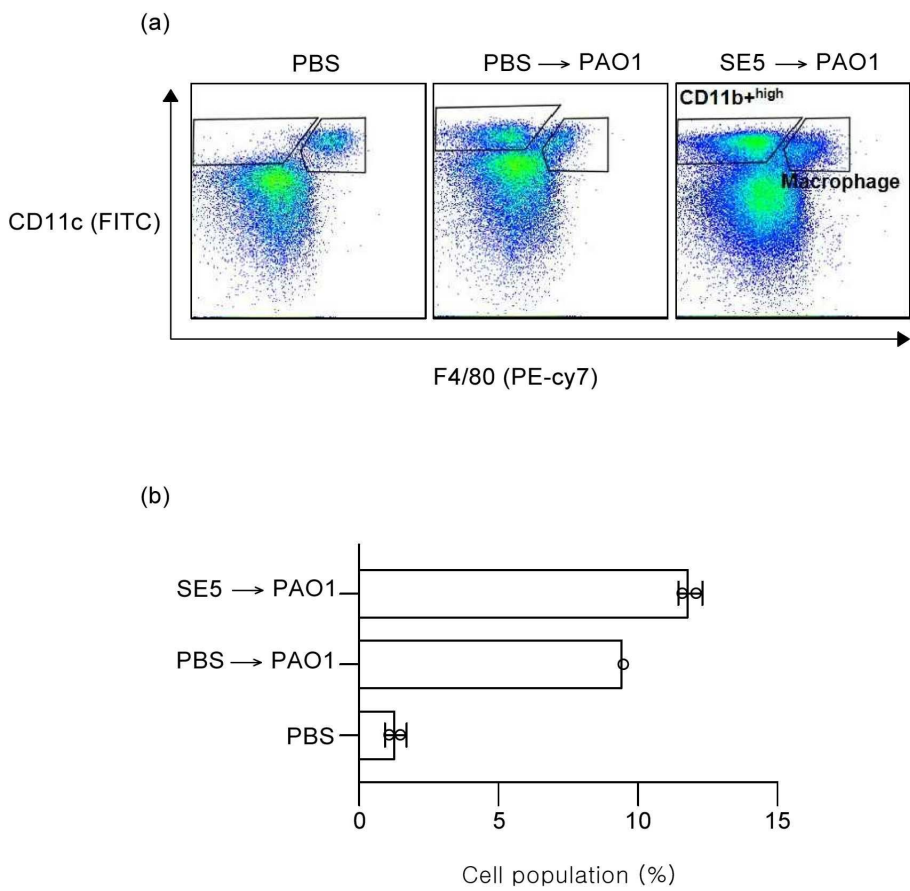 (a)
PBS
PBS → PAO1
SE5 → PAO1
CD11b+high
Macrophage
CD11c (FITC)
F4/80 (PE-cy7)
(b)
SE5 → PAO1
PBS → PAO1
PBS
0 5 10 15
Cell population (%)